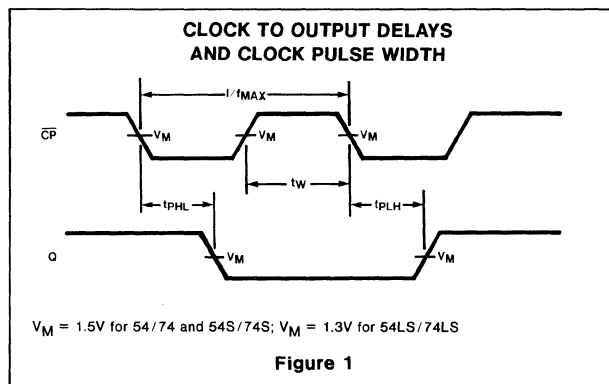 CLOCK TO OUTPUT DELAYS
AND CLOCK PULSE WIDTH
I/fMAX
CP
VM
VM
VM
tW
tPHL
tPLH
Q
VM
VM
VM = 1.5V for 54/74 and 54S/74S; VM = 1.3V for 54LS/74LS
Figure 1